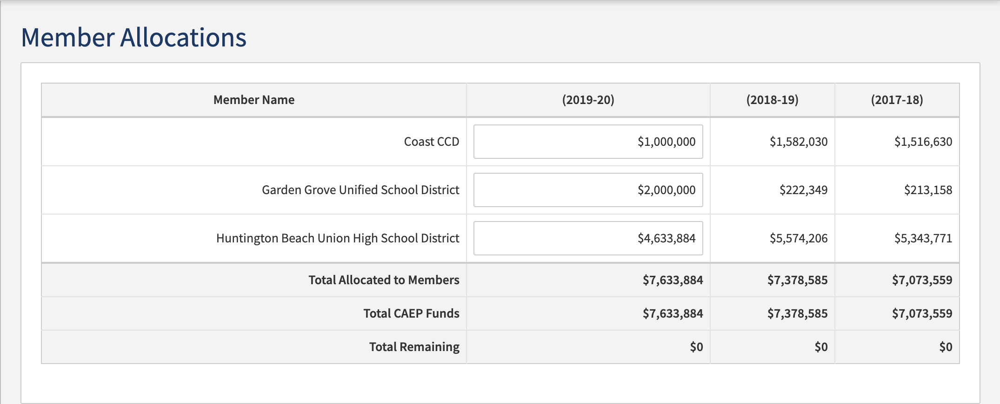 Member Allocations
Member Name (2019-20) (2018-19) (2017-18)
Coast CCD $1,000,000 $1,582,030 $1,516,630
Garden Grove Unified School District $2,000,000 $222,349 $213,158
Huntington Beach Union High School District $4,633,884 $5,574,206 $5,343,771
Total Allocated to Members $7,633,884 $7,378,585 $7,073,559
Total CAEP Funds $7,633,884 $7,378,585 $7,073,559
Total Remaining $0 $0 $0